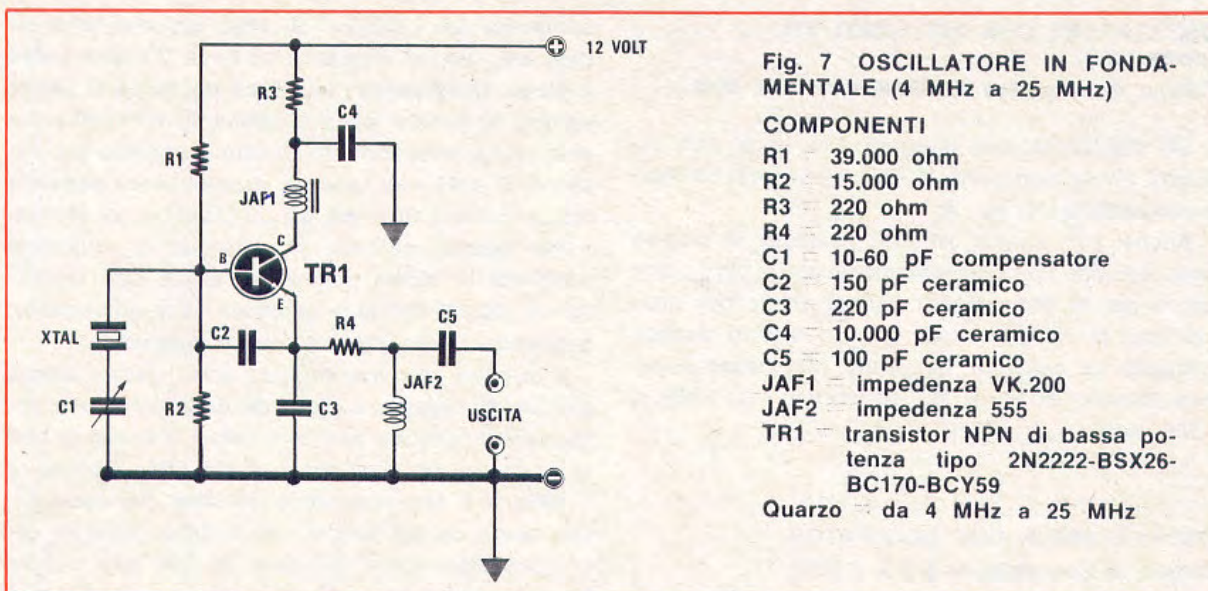 12 VOLT
R3
C4
R1
JAF1
C
B
TR1
E
XTAL
C2
R4
C5
C1
R2
C3
JAF2
USCITA
Fig. 7 OSCILLATORE IN FONDA-
MENTALE (4 MHz a 25 MHz)
COMPONENTI
R1 = 39.000 ohm
R2 = 15.000 ohm
R3 = 220 ohm
R4 = 220 ohm
C1 = 10-60 pF compensatore
C2 = 150 pF ceramico
C3 = 220 pF ceramico
C4 = 10.000 pF ceramico
C5 = 100 pF ceramico
JAF1 = impedenza VK.200
JAF2 = impedenza 555
TR1 = transistor NPN di bassa po-
tenza tipo 2N2222-BSX26-
BC170-BCY59
Quarzo = da 4 MHz a 25 MHz